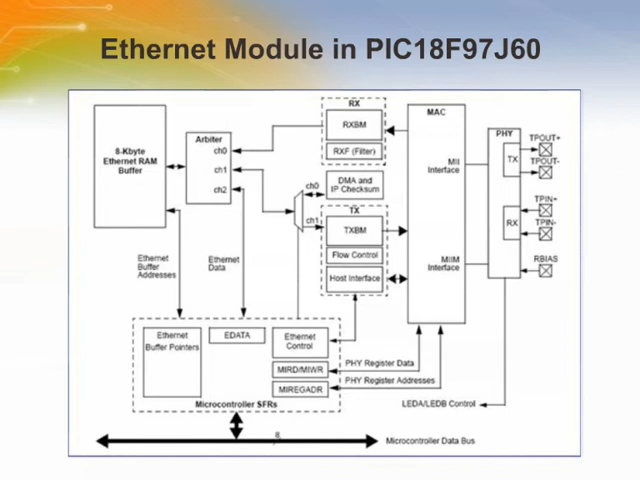 Ethernet Module in PIC18F97J60
8-Kbyte
Ethernet RAM
Buffer
Arbiter
ch0
ch1
ch2
RX
RXBM
RXF (Filter)
ch0
DMA and
IP Checksum
ch1
TX
TXBM
Flow Control
Host Interface
MAC
MII
Interface
MIIM
Interface
PHY
TX
RX
TPOUT+
TPOUT-
TPIN+
TPIN-
RBIAS
Ethernet
Buffer
Addresses
Ethernet
Data
Ethernet
Buffer Pointers
EDATA
Ethernet
Control
MIRD/MIWR
MIREGADR
Microcontroller SFRs
PHY Register Data
PHY Register Addresses
LEDA/LEDB Control
8
Microcontroller Data Bus